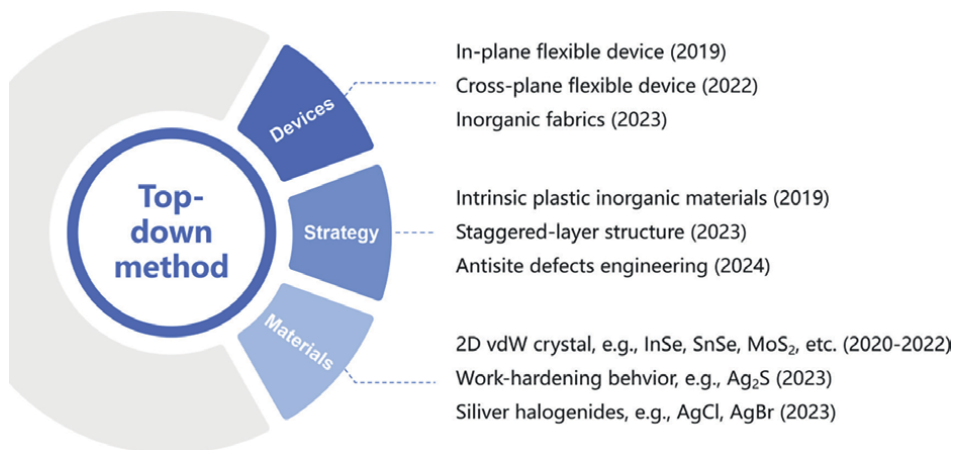 Top-
down
method
Devices
In-plane flexible device (2019)
Cross-plane flexible device (2022)
Inorganic fabrics (2023)
Strategy
Intrinsic plastic inorganic materials (2019)
Staggered-layer structure (2023)
Antisite defects engineering (2024)
Materials
2D vdW crystal, e.g., InSe, SnSe, MoS₂, etc. (2020-2022)
Work-hardening behvior, e.g., Ag₂S (2023)
Siliver halogenides, e.g., AgCl, AgBr (2023)